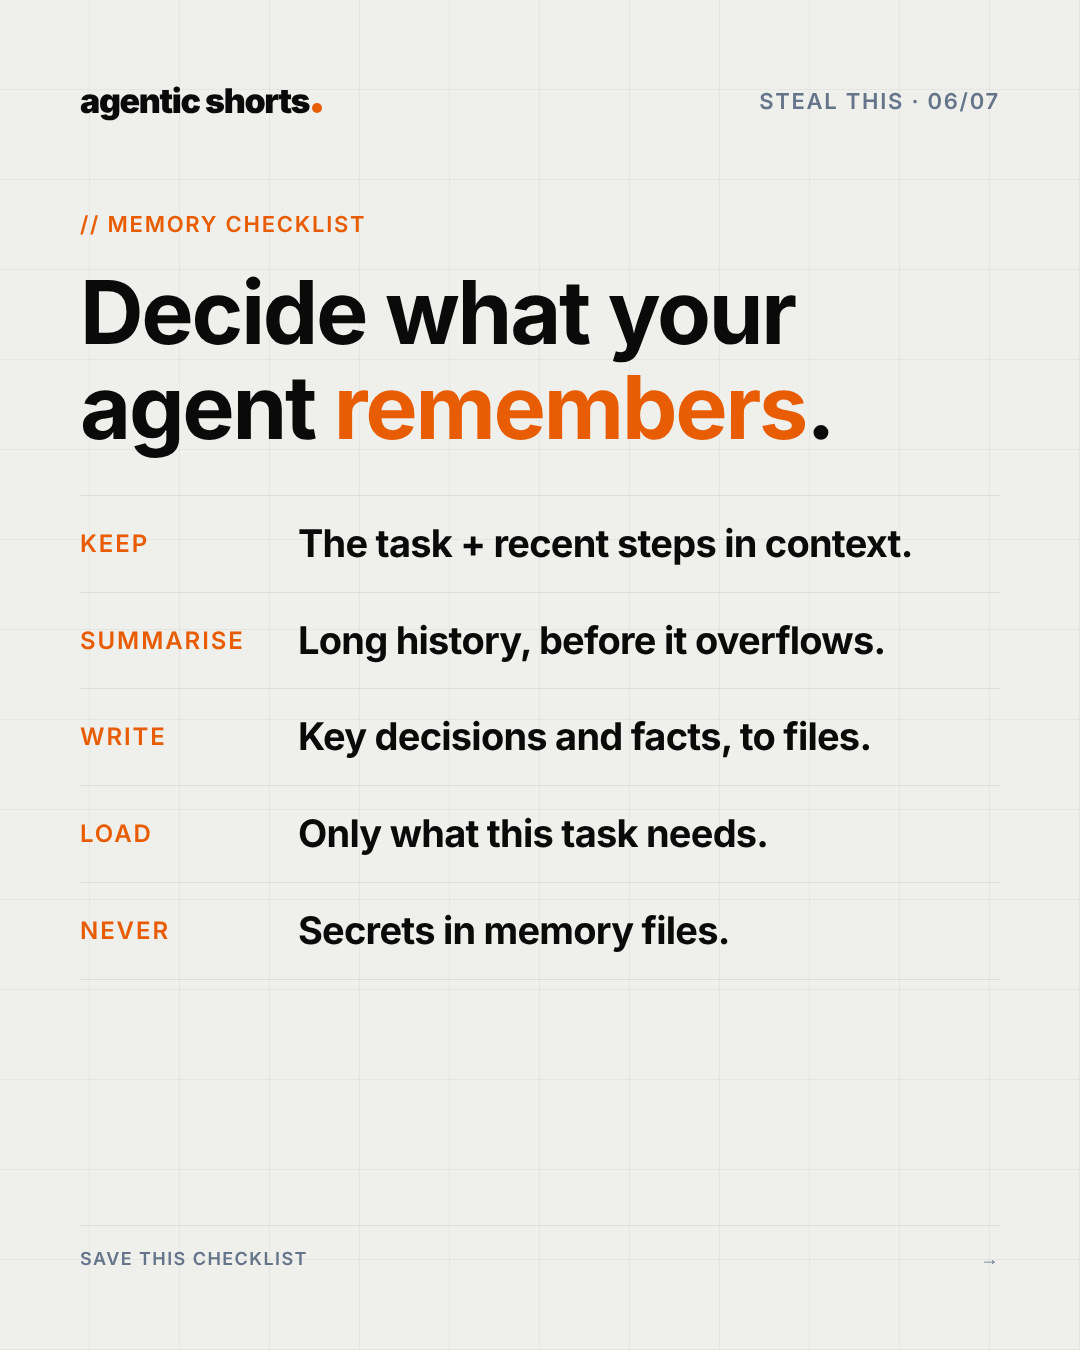 agentic shorts.
STEAL THIS · 06/07
// MEMORY CHECKLIST
Decide what your
agent remembers.
KEEP The task + recent steps in context.
SUMMARISE Long history, before it overflows.
WRITE Key decisions and facts, to files.
LOAD Only what this task needs.
NEVER Secrets in memory files.
SAVE THIS CHECKLIST →